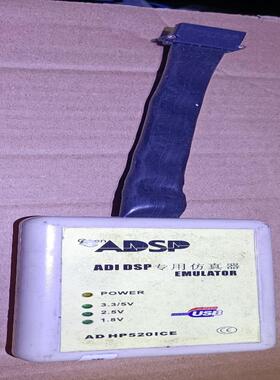 ADSP
ADI DSP 专用仿真器
EMULATOR
POWER
3.3/5V
2.5V
1.8V
USB
AD HP520ICE
CE